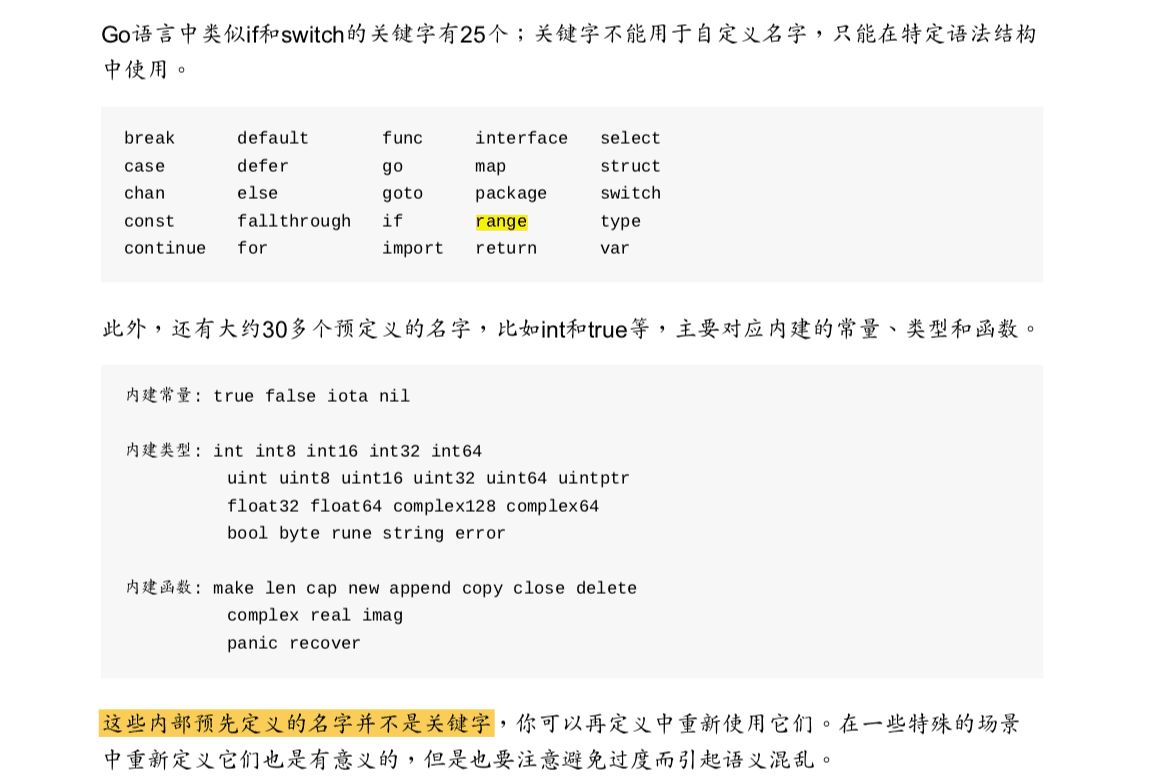 Go语言中类似if和switch的关键字有25个；关键字不能用于自定义名字，只能在特定语法结构
中使用。
break default func interface select
case defer go map struct
chan else goto package switch
const fallthrough if range type
continue for import return var
此外，还有大约30多个预定义的名字，比如int和true等，主要对应内建的常量、类型和函数。
内建常量: true false iota nil
内建类型: int int8 int16 int32 int64
uint uint8 uint16 uint32 uint64 uintptr
float32 float64 complex128 complex64
bool byte rune string error
内建函数: make len cap new append copy close delete
complex real imag
panic recover
这些内部预先定义的名字并不是关键字，你可以再定义中重新使用它们。在一些特殊的场景
中重新定义它们也是有意义的，但是也要注意避免过度而引起语义混乱。